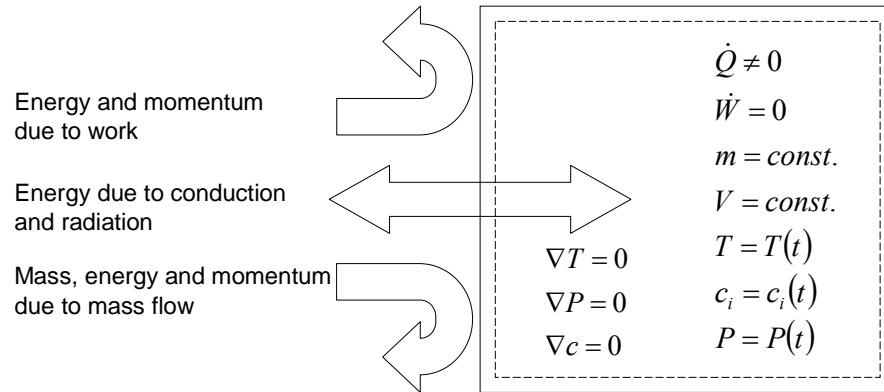 Energy and momentum
due to work
Energy due to conduction
and radiation
Mass, energy and momentum
due to mass flow
∇T = 0
∇P = 0
∇c = 0
Q̇ ≠ 0
Ẇ = 0
m = const.
V = const.
T = T(t)
cᵢ = cᵢ(t)
P = P(t)